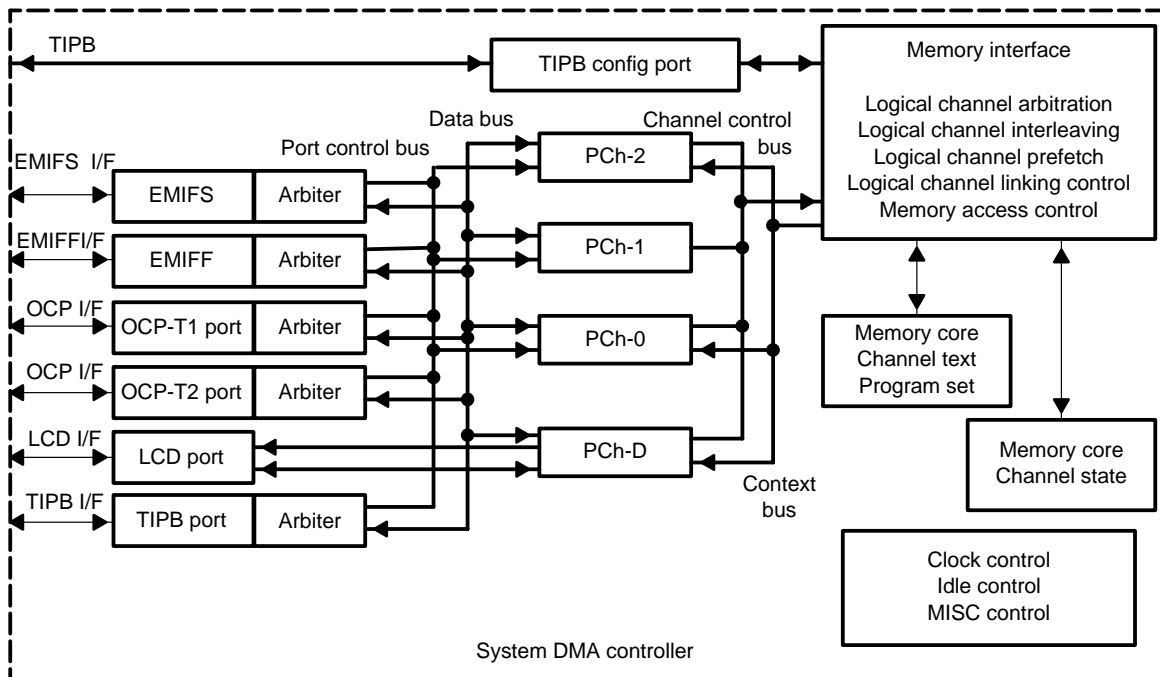 TIPB
TIPB config port
Memory interface
Logical channel arbitration
Logical channel interleaving
Logical channel prefetch
Logical channel linking control
Memory access control
Data bus
Channel control
bus
Port control bus
PCh-2
EMIFS I/F
EMIFS
Arbiter
EMIFFI/F
EMIFF
Arbiter
PCh-1
OCP I/F
OCP-T1 port
Arbiter
PCh-0
Memory core
Channel text
Program set
OCP I/F
OCP-T2 port
Arbiter
LCD I/F
LCD port
PCh-D
Memory core
Channel state
TIPB I/F
TIPB port
Arbiter
Context
bus
Clock control
Idle control
MISC control
System DMA controller